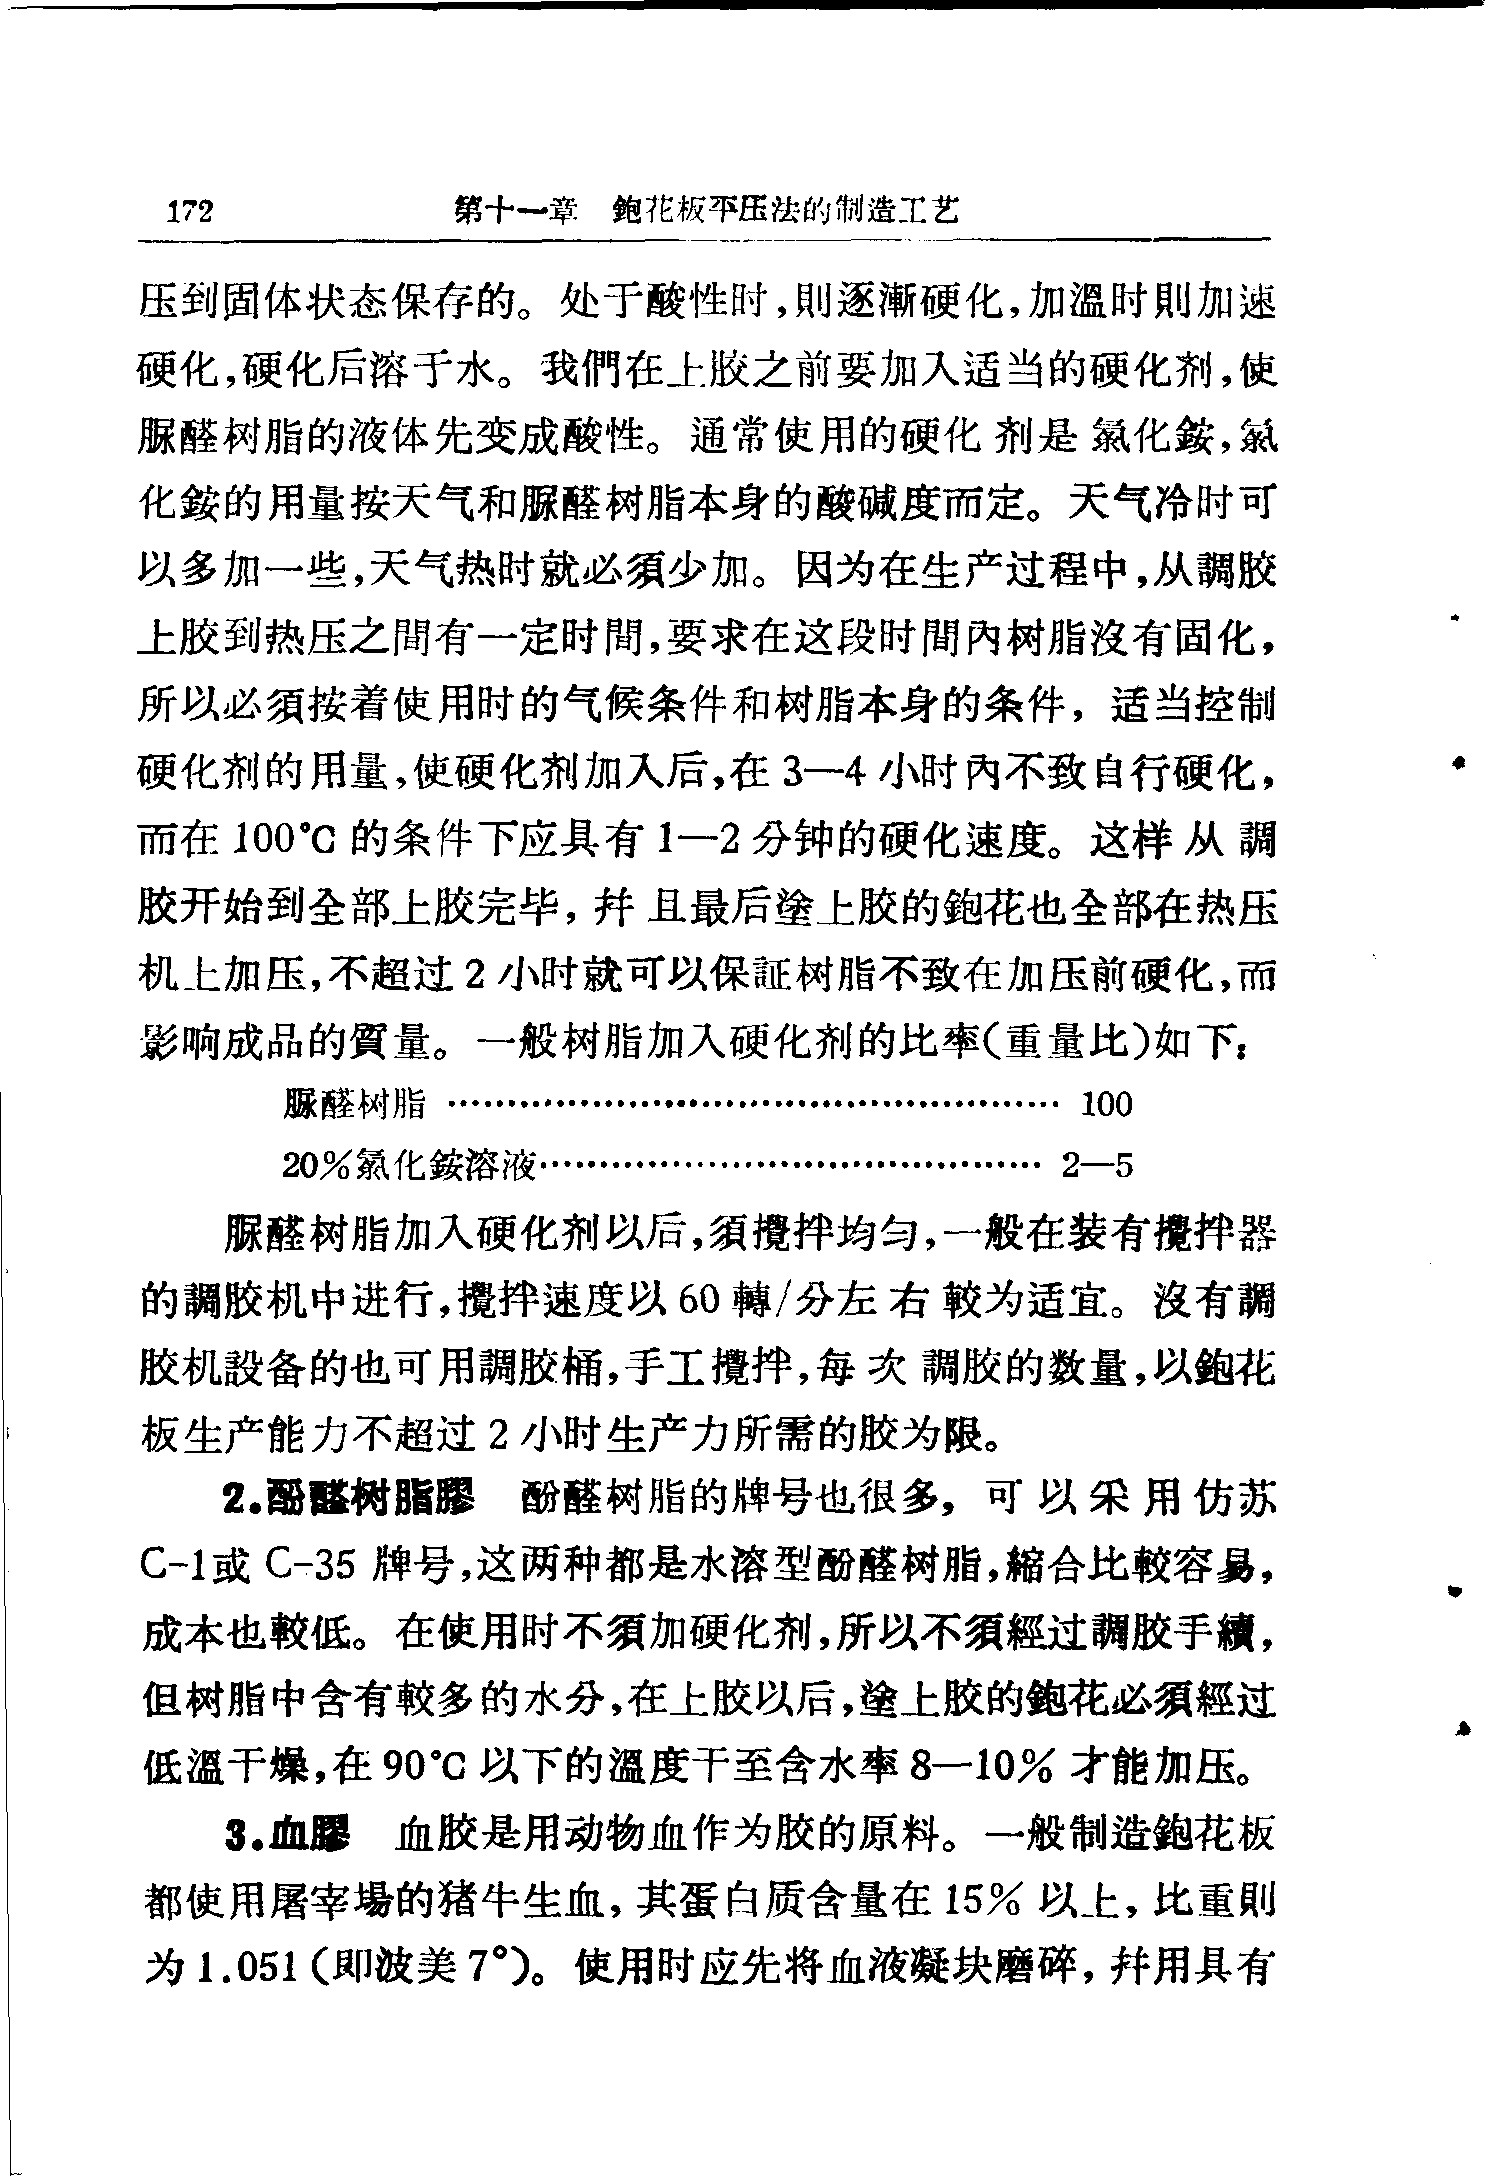 172 第十一章 鉋花板平压法的制造工艺
压到固体状态保存的。处于酸性时,則逐漸硬化,加溫时則加速
硬化,硬化后溶于水。我們在上胶之前要加入适当的硬化剂,使
脲醛树脂的液体先变成酸性。通常使用的硬化剂是氯化銨,氯
化銨的用量按天气和脲醛树脂本身的酸碱度而定。天气冷时可
以多加一些,天气热时就必須少加。因为在生产过程中,从調胶
上胶到热压之間有一定时間,要求在这段时間內树脂沒有固化,
所以必須按着使用时的气候条件和树脂本身的条件,适当控制
硬化剂的用量,使硬化剂加入后,在 3—4 小时內不致自行硬化,
而在 100°C 的条件下应具有 1—2 分钟的硬化速度。这样从調
胶开始到全部上胶完毕,幷且最后塗上胶的鉋花也全部在热压
机上加压,不超过 2 小时就可以保証树脂不致在加压前硬化,而
影响成品的質量。一般树脂加入硬化剂的比率(重量比)如下:
脲醛树脂 ………………………………………… 100
20%氯化銨溶液………………………………… 2—5
脲醛树脂加入硬化剂以后,須攪拌均匀,一般在装有攪拌器
的調胶机中进行,攪拌速度以 60 轉/分左右較为适宜。沒有調
胶机設备的也可用調胶桶,手工攪拌,每次調胶的数量,以鉋花
板生产能力不超过 2 小时生产力所需的胶为限。
2.酚醛树脂膠 酚醛树脂的牌号也很多,可以采用仿苏
C-1或 C-35 牌号,这两种都是水溶型酚醛树脂,縮合比較容易,
成本也較低。在使用时不須加硬化剂,所以不須經过調胶手續,
但树脂中含有較多的水分,在上胶以后,塗上胶的鉋花必須經过
低溫干燥,在 90°C 以下的溫度干至含水率 8—10% 才能加压。
3.血膠 血胶是用动物血作为胶的原料。一般制造鉋花板
都使用屠宰場的猪牛生血,其蛋白质含量在 15% 以上,比重則
为 1.051 (即波美 7°)。使用时应先将血液凝块磨碎,幷用具有